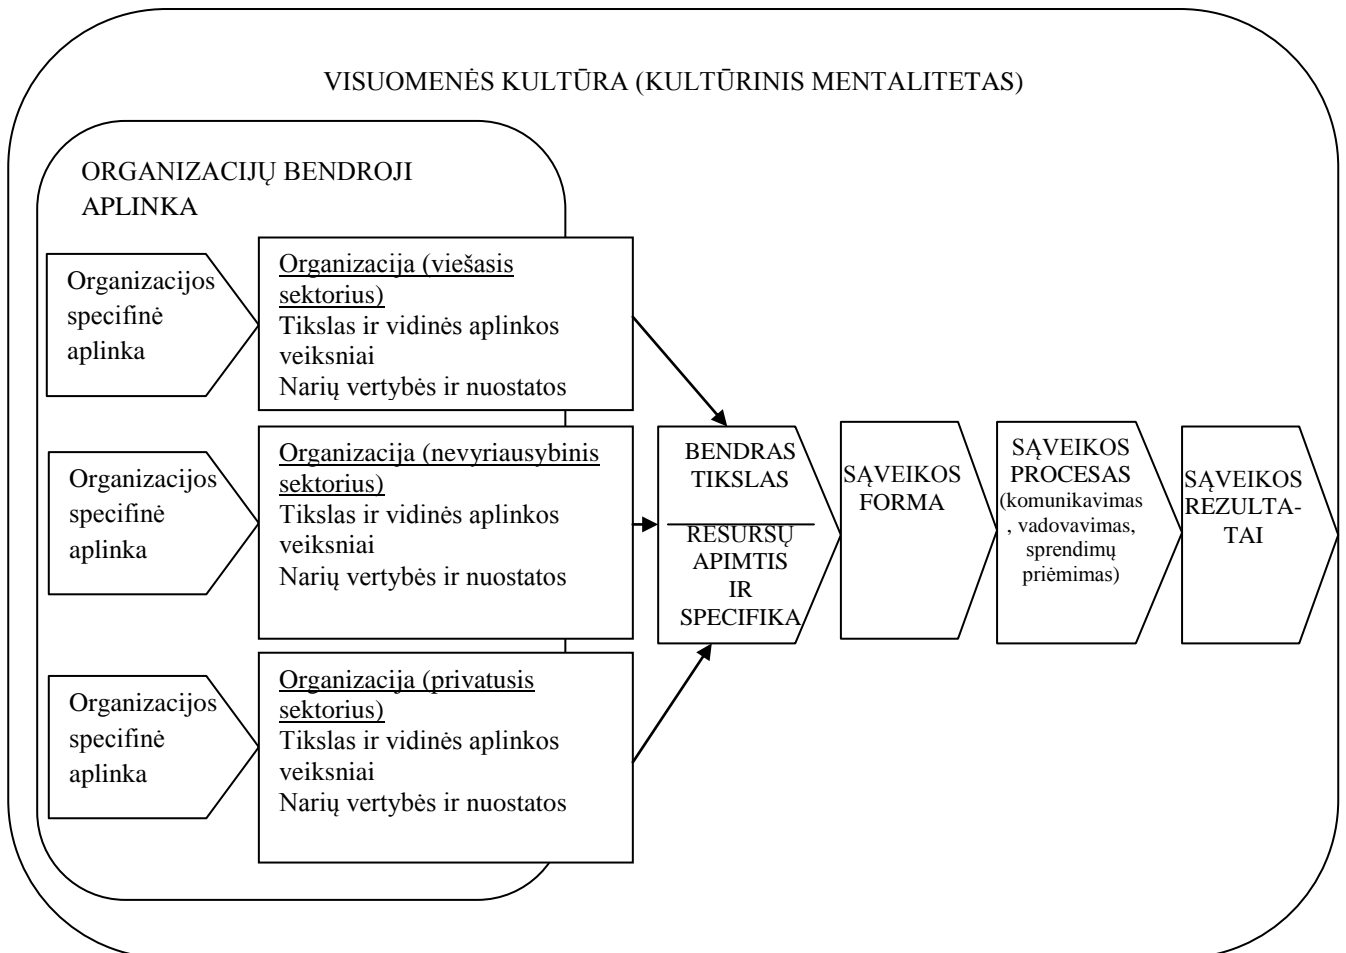 VISUOMENĖS KULTŪRA (KULTŪRINIS MENTALITETAS)
ORGANIZACIJŲ BENDROJI
APLINKA
Organizacijos
specifinė
aplinka
Organizacija (viešasis
sektorius)
Tikslas ir vidinės aplinkos
veiksniai
Narių vertybės ir nuostatos
Organizacijos
specifinė
aplinka
Organizacija (nevyriausybinis
sektorius)
Tikslas ir vidinės aplinkos
veiksniai
Narių vertybės ir nuostatos
Organizacijos
specifinė
aplinka
Organizacija (privatusis
sektorius)
Tikslas ir vidinės aplinkos
veiksniai
Narių vertybės ir nuostatos
BENDRAS
TIKSLAS
RESURSŲ
APIMTIS
IR
SPECIFIKA
SĄVEIKOS
FORMA
SĄVEIKOS
PROCESAS
(komunikavimas
, vadovavimas,
sprendimų
priėmimas)
SĄVEIKOS
REZULTA-
TAI